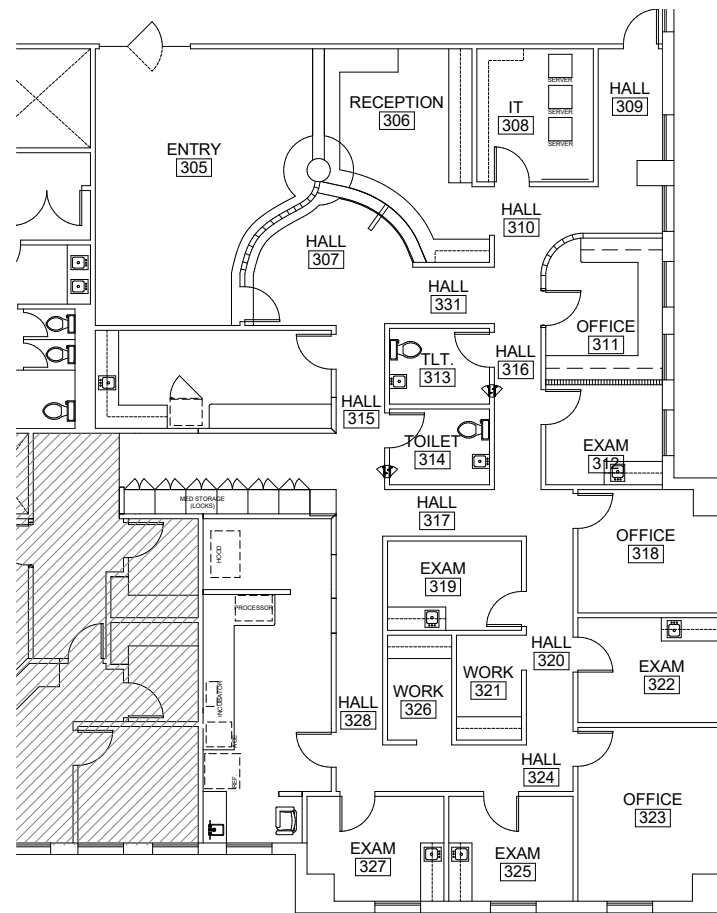 SERVER
SERVER
SERVER
HALL
309
RECEPTION
306
IT
308
ENTRY
305
HALL
310
HALL
307
HALL
331
OFFICE
311
HALL
316
TLT.
313
HALL
315
TOILET
314
EXAM
312
MED STORAGE
(LOCKS)
HALL
317
OFFICE
318
HOOD
EXAM
319
PROCESSOR
HALL
320
EXAM
322
WORK
321
WORK
326
INCUBATOR
HALL
328
REF.
HALL
324
OFFICE
323
EXAM
327
EXAM
325